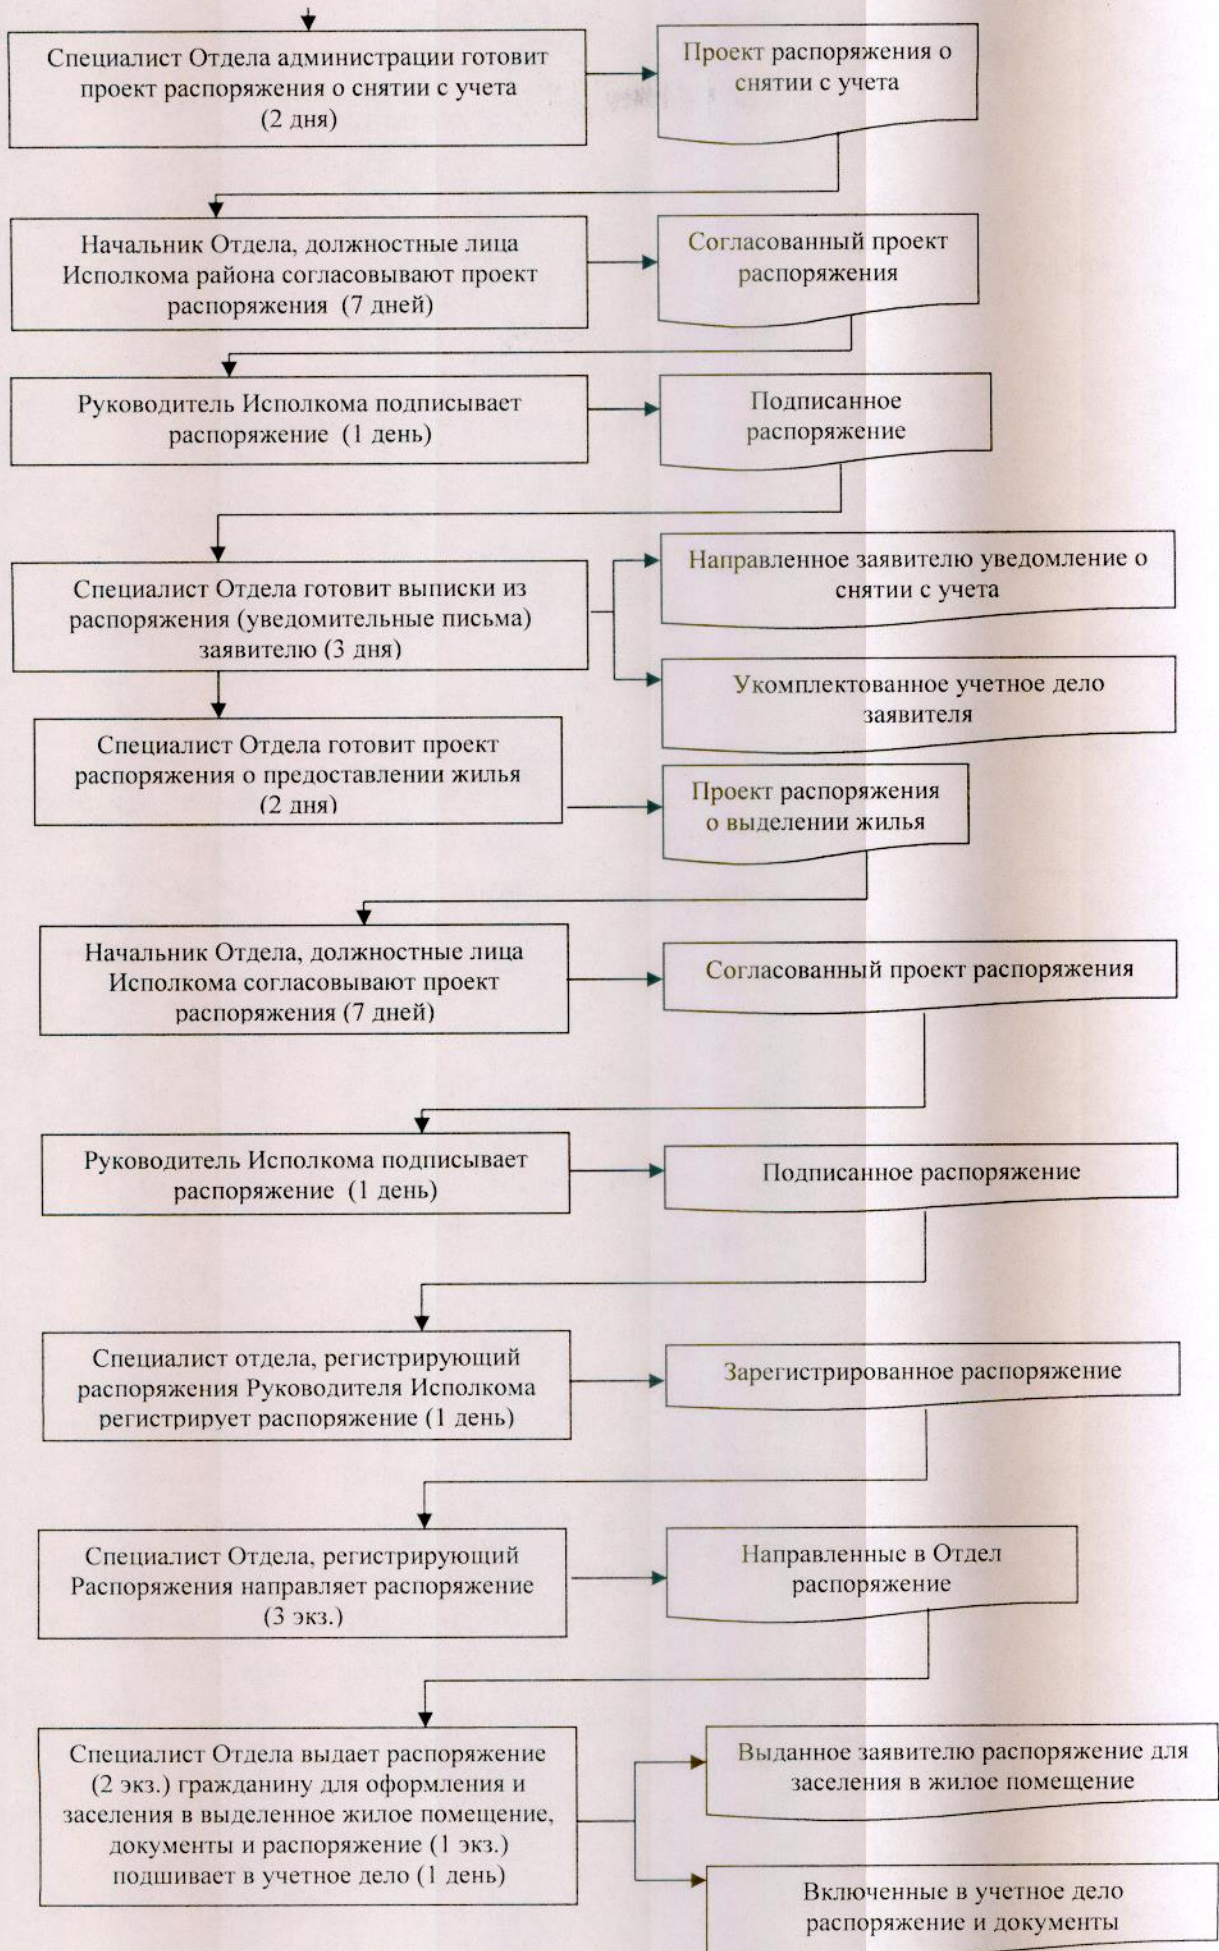 Специалист Отдела администрации готовит
проект распоряжения о снятии с учета
(2 дня)
Проект распоряжения о
снятии с учета
Начальник Отдела, должностные лица
Исполкома района согласовывают проект
распоряжения (7 дней)
Согласованный проект
распоряжения
Руководитель Исполкома подписывает
распоряжение (1 день)
Подписанное
распоряжение
Специалист Отдела готовит выписки из
распоряжения (уведомительные письма)
заявителю (3 дня)
Направленное заявителю уведомление о
снятии с учета
Укомплектованное учетное дело
заявителя
Специалист Отдела готовит проект
распоряжения о предоставлении жилья
(2 дня)
Проект распоряжения
о выделении жилья
Начальник Отдела, должностные лица
Исполкома согласовывают проект
распоряжения (7 дней)
Согласованный проект распоряжения
Руководитель Исполкома подписывает
распоряжение (1 день)
Подписанное распоряжение
Специалист отдела, регистрирующий
распоряжения Руководителя Исполкома
регистрирует распоряжение (1 день)
Зарегистрированное распоряжение
Специалист Отдела, регистрирующий
Распоряжения направляет распоряжение
(3 экз.)
Направленные в Отдел
распоряжение
Специалист Отдела выдает распоряжение
(2 экз.) гражданину для оформления и
заселения в выделенное жилое помещение,
документы и распоряжение (1 экз.)
подшивает в учетное дело (1 день)
Выданное заявителю распоряжение для
заселения в жилое помещение
Включенные в учетное дело
распоряжение и документы